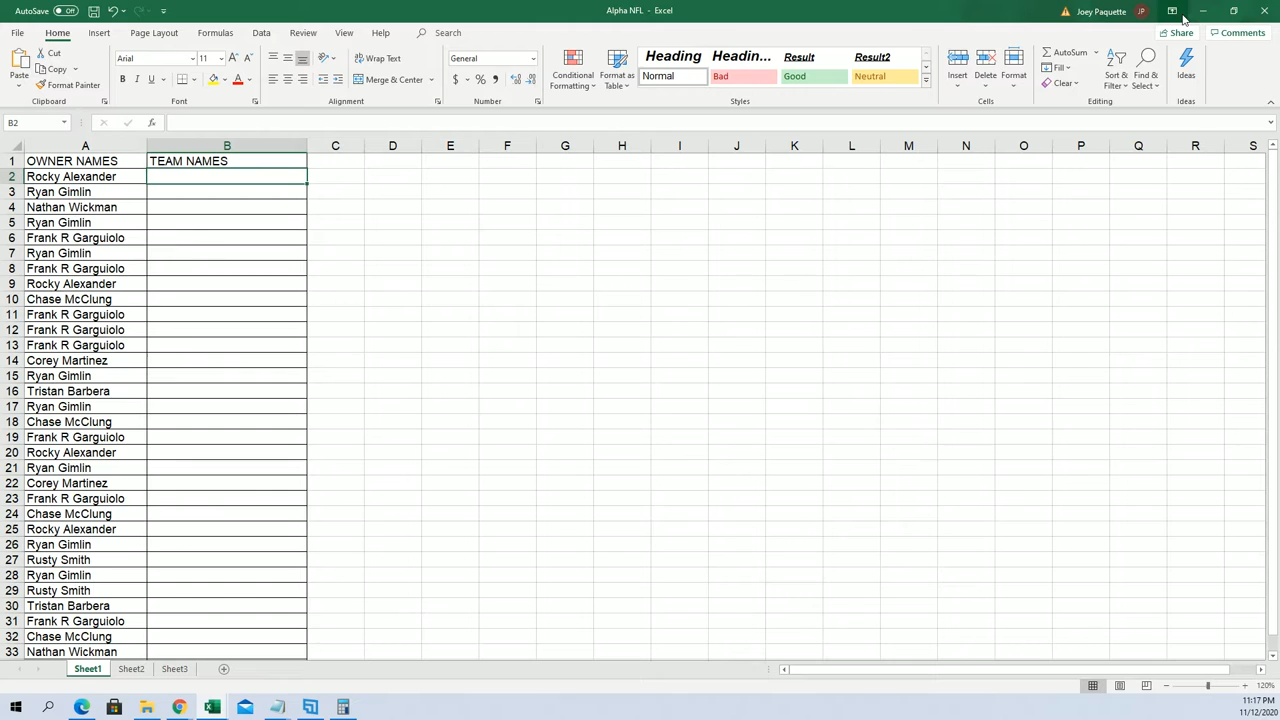 AutoSave Off
Alpha NFL - Excel
Joey Paquette JP
File Home Insert Page Layout Formulas Data Review View Help Search
Share Comments
Paste Cut Copy Format Painter Clipboard
Arial 11 B I U Font
Wrap Text Merge & Center Alignment
General $ % Number
Conditional Formatting Format as Table
Heading Headin... Result Result2
Normal Bad Good Neutral
Styles
Insert Delete Format Cells
AutoSum Fill Clear Sort & Filter Find & Select Editing
Ideas Ideas
B2 fx
A B C D E F G H I J K L M N O P Q R S
1 OWNER NAMES TEAM NAMES
2 Rocky Alexander
3 Ryan Gimlin
4 Nathan Wickman
5 Ryan Gimlin
6 Frank R Garguiolo
7 Ryan Gimlin
8 Frank R Garguiolo
9 Rocky Alexander
10 Chase McClung
11 Frank R Garguiolo
12 Frank R Garguiolo
13 Frank R Garguiolo
14 Corey Martinez
15 Ryan Gimlin
16 Tristan Barbera
17 Ryan Gimlin
18 Chase McClung
19 Frank R Garguiolo
20 Rocky Alexander
21 Ryan Gimlin
22 Corey Martinez
23 Frank R Garguiolo
24 Chase McClung
25 Rocky Alexander
26 Ryan Gimlin
27 Rusty Smith
28 Ryan Gimlin
29 Rusty Smith
30 Tristan Barbera
31 Frank R Garguiolo
32 Chase McClung
33 Nathan Wickman
Sheet1 Sheet2 Sheet3
120%
11:17 PM
11/12/2020